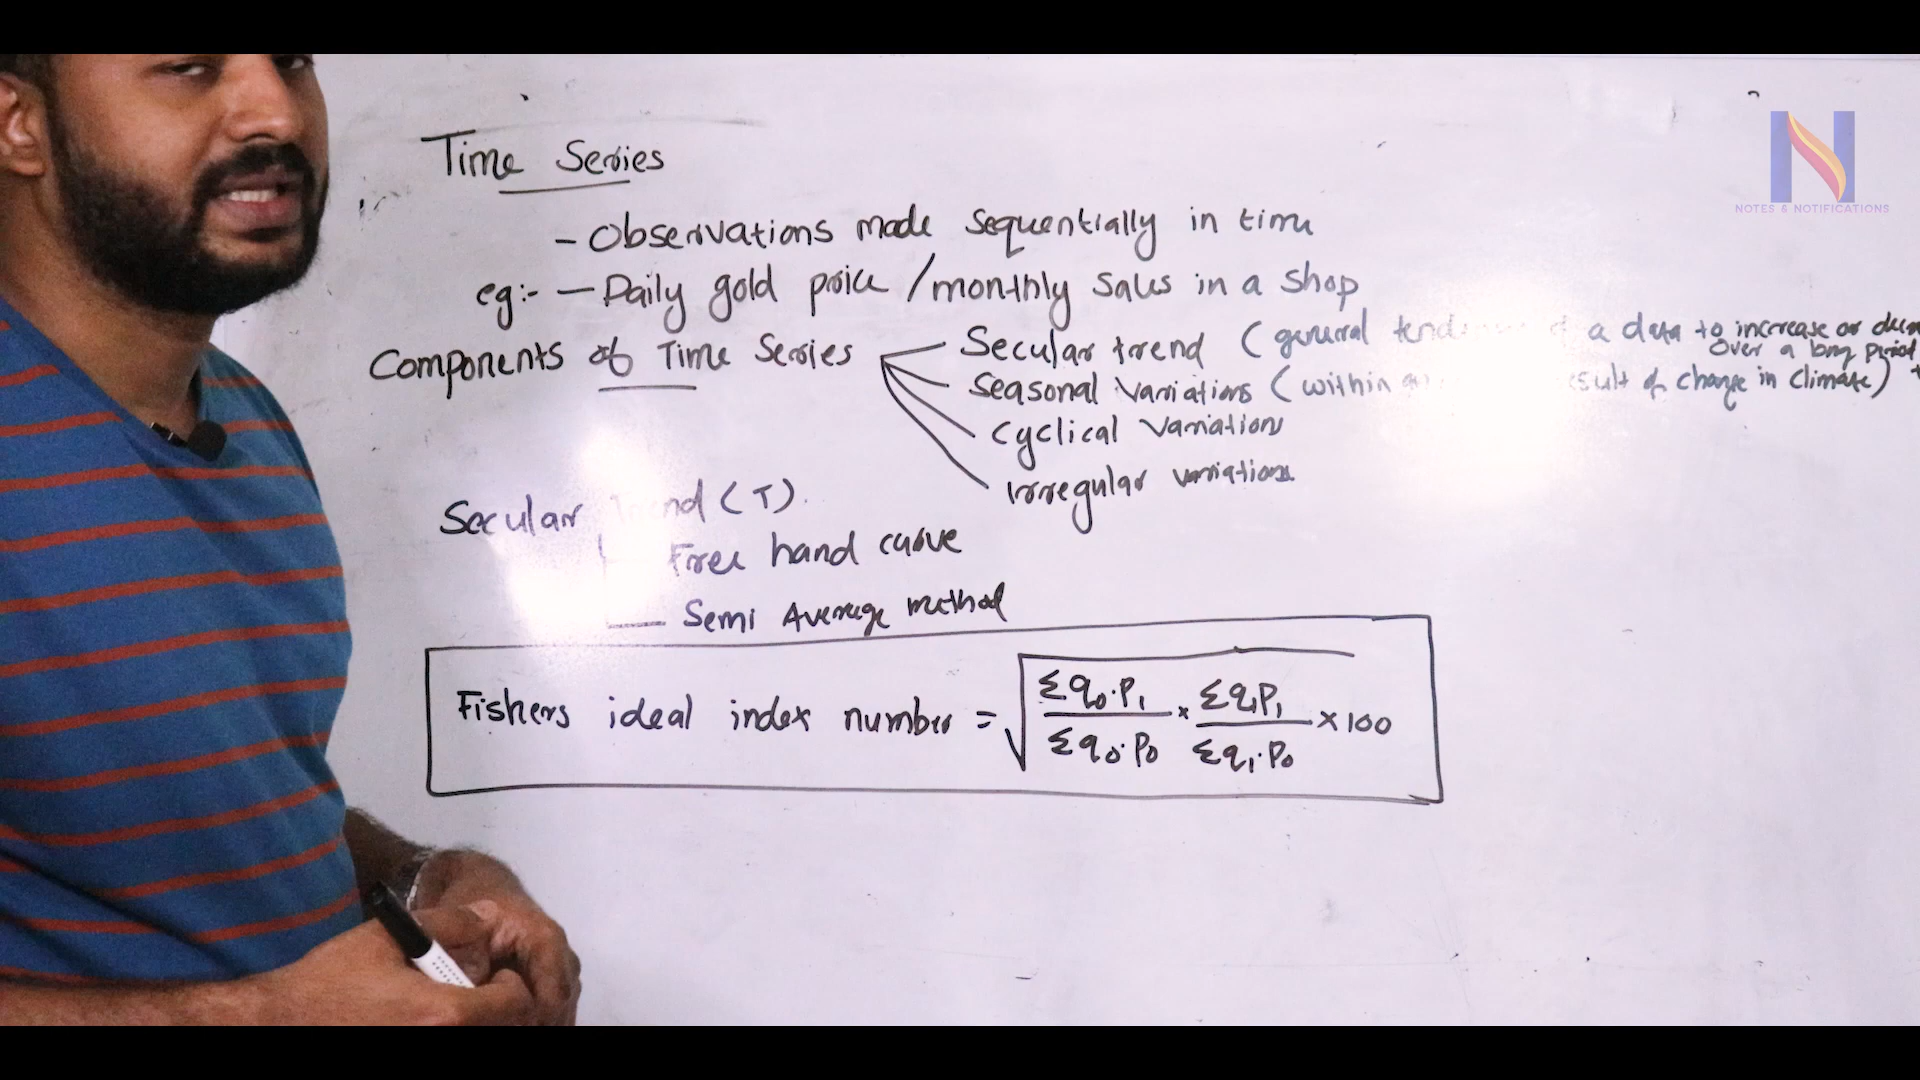 Time Series
- Observations made sequentially in time
eg:- - Daily gold price / monthly sales in a shop
Components of Time Series
Secular trend (general a data to increase or
over a long period
Seasonal Variations (within of change in climate)
Cyclical Variations
Irregular variations
Secular (T).
Free hand curve
Semi Average method
Fishers ideal index number = √ Σq₀·P₁ / Σq₀·P₀ × Σq₁P₁ / Σq₁·P₀ × 100
N
NOTES & NOTIFICATIONS